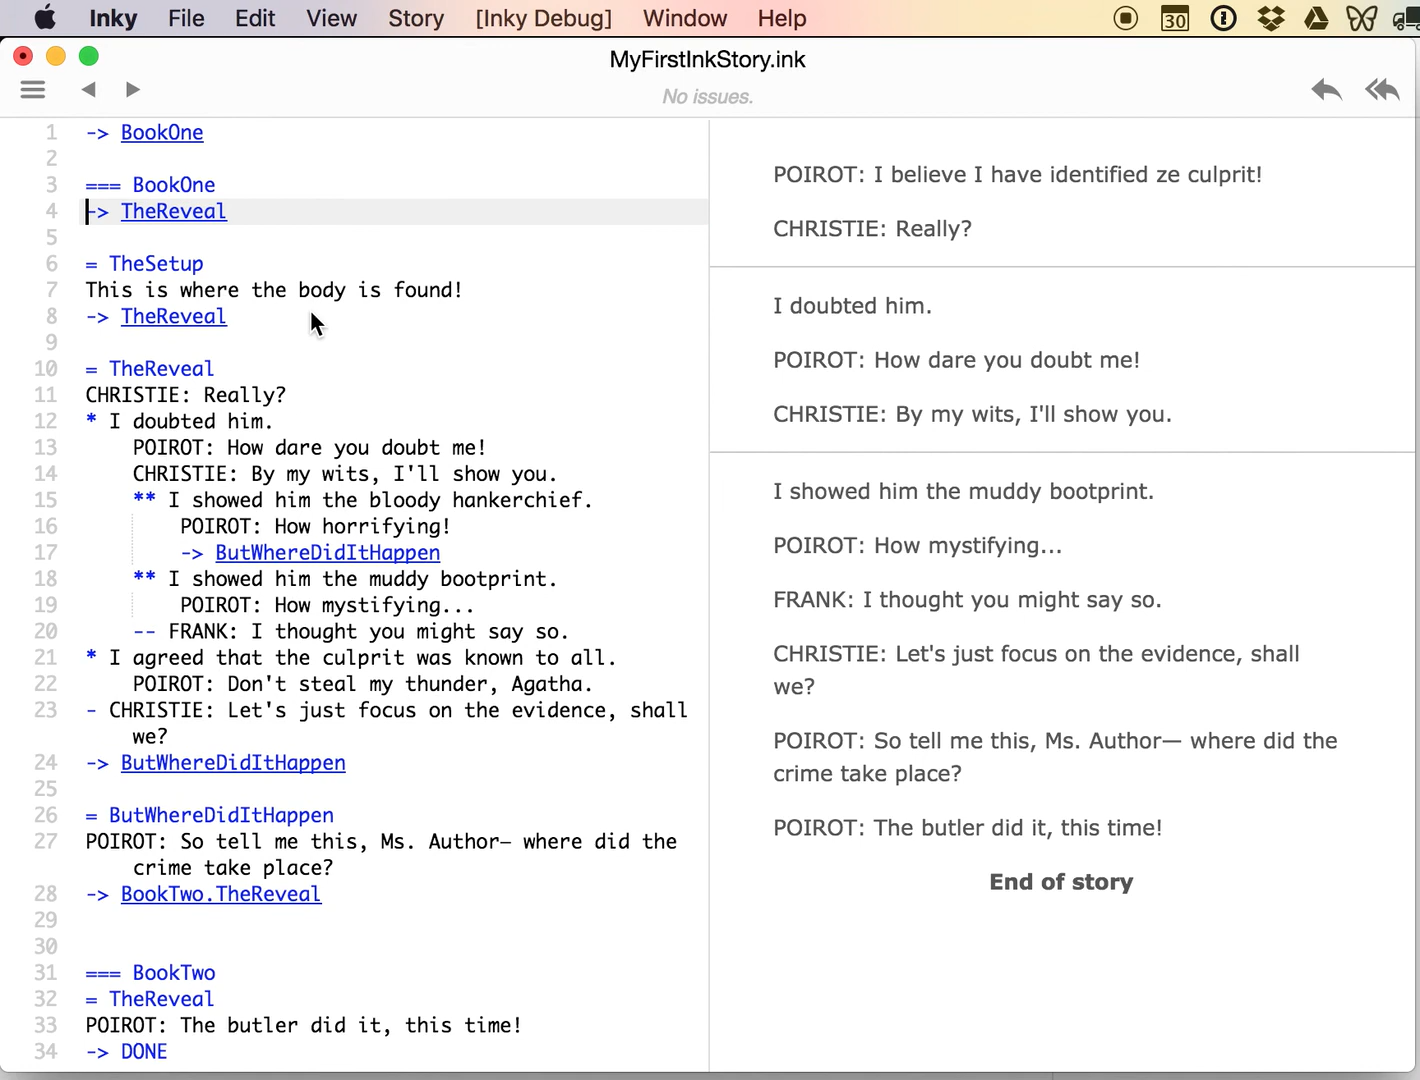 Inky File Edit View Story [Inky Debug] Window Help 30
MyFirstInkStory.ink
No issues.
1 -> BookOne
2
3 === BookOne
4 -> TheReveal
5
6 = TheSetup
7 This is where the body is found!
8 -> TheReveal
9
10 = TheReveal
11 CHRISTIE: Really?
12 * I doubted him.
13 POIROT: How dare you doubt me!
14 CHRISTIE: By my wits, I'll show you.
15 ** I showed him the bloody hankerchief.
16 POIROT: How horrifying!
17 -> ButWhereDidItHappen
18 ** I showed him the muddy bootprint.
19 POIROT: How mystifying...
20 -- FRANK: I thought you might say so.
21 * I agreed that the culprit was known to all.
22 POIROT: Don't steal my thunder, Agatha.
23 - CHRISTIE: Let's just focus on the evidence, shall
we?
24 -> ButWhereDidItHappen
25
26 = ButWhereDidItHappen
27 POIROT: So tell me this, Ms. Author— where did the
crime take place?
28 -> BookTwo.TheReveal
29
30
31 === BookTwo
32 = TheReveal
33 POIROT: The butler did it, this time!
34 -> DONE
POIROT: I believe I have identified ze culprit!
CHRISTIE: Really?
I doubted him.
POIROT: How dare you doubt me!
CHRISTIE: By my wits, I'll show you.
I showed him the muddy bootprint.
POIROT: How mystifying...
FRANK: I thought you might say so.
CHRISTIE: Let's just focus on the evidence, shall
we?
POIROT: So tell me this, Ms. Author— where did the
crime take place?
POIROT: The butler did it, this time!
End of story